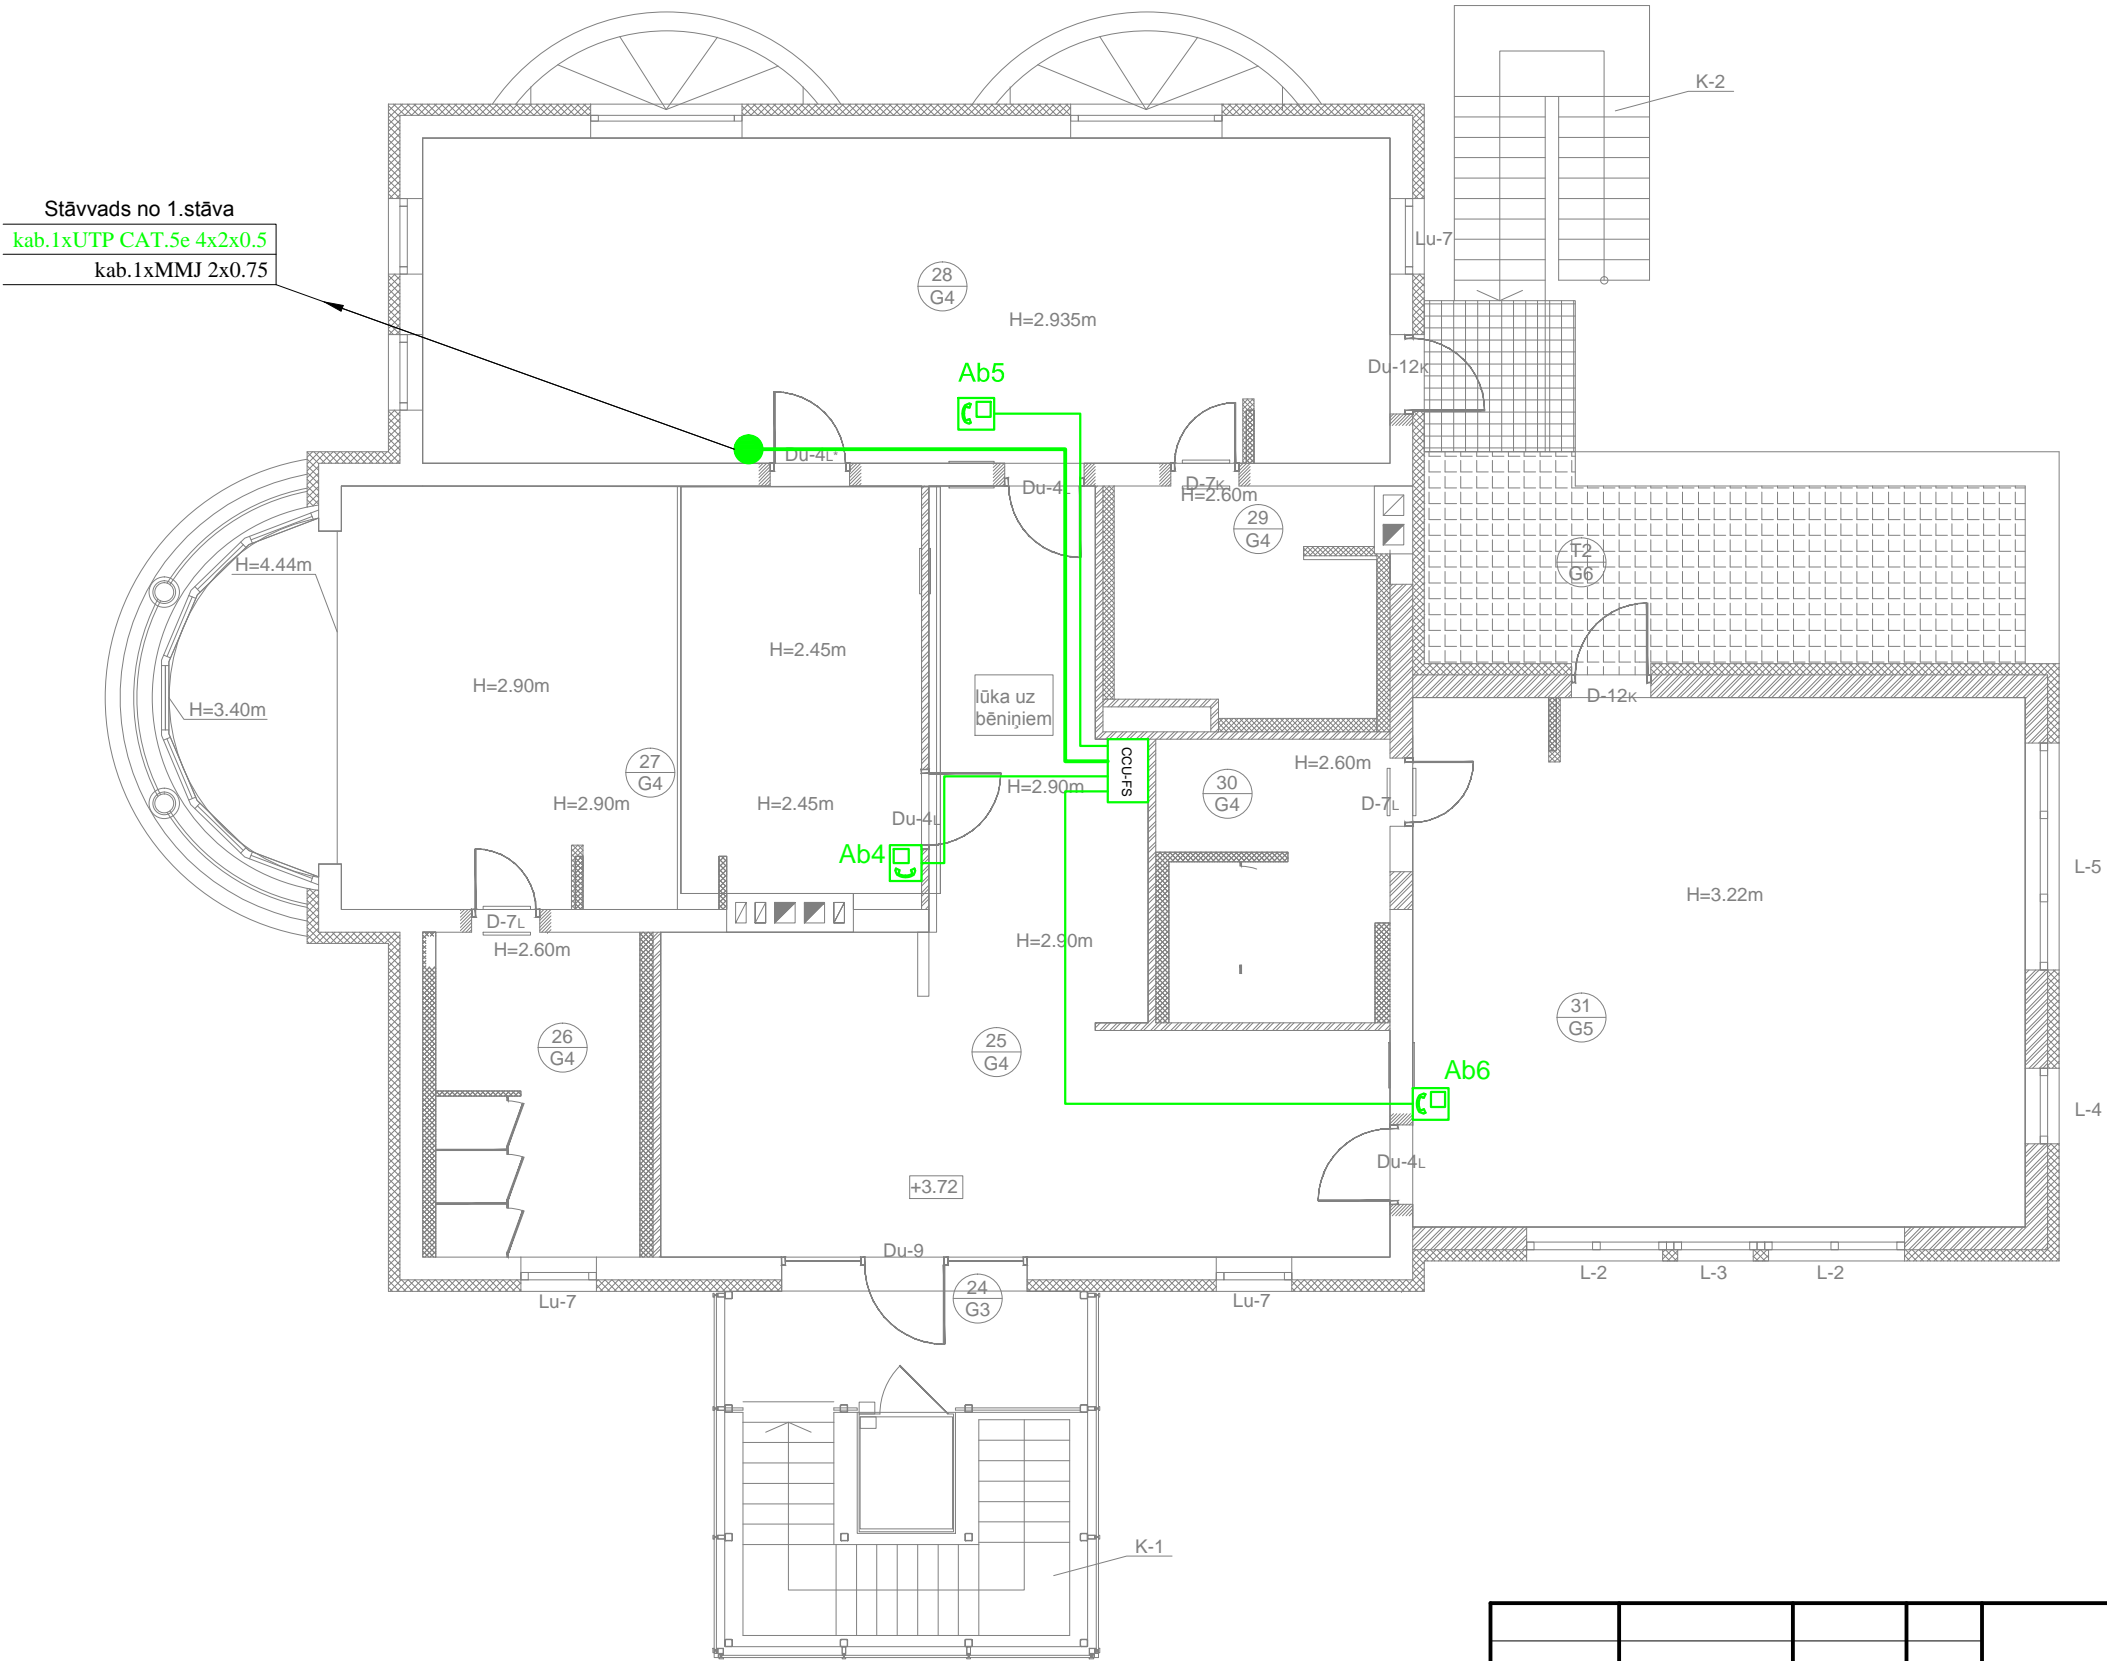 K-2
Stāvvads no 1.stāva
kab.1xUTP CAT.5e 4x2x0.5
kab.1xMMJ 2x0.75
Lu-7
28
G4
H=2.935m
Du-12K
Ab5
Du-4L*
Du-4L
D-7K
H=2.60m
29
G4
T2
G6
H=4.44m
H=2.45m
H=2.90m
H=3.40m
lūka uz
bēniņiem
D-12K
27
G4
H=2.90m
H=2.45m
H=2.90m
CCU-FS
30
G4
H=2.60m
D-7L
Du-4L
Ab4
L-5
H=3.22m
D-7L
H=2.60m
H=2.90m
26
G4
25
G4
31
G5
Ab6
L-4
Du-4L
+3.72
Du-9
24
G3
Lu-7
Lu-7
L-2
L-3
L-2
K-1